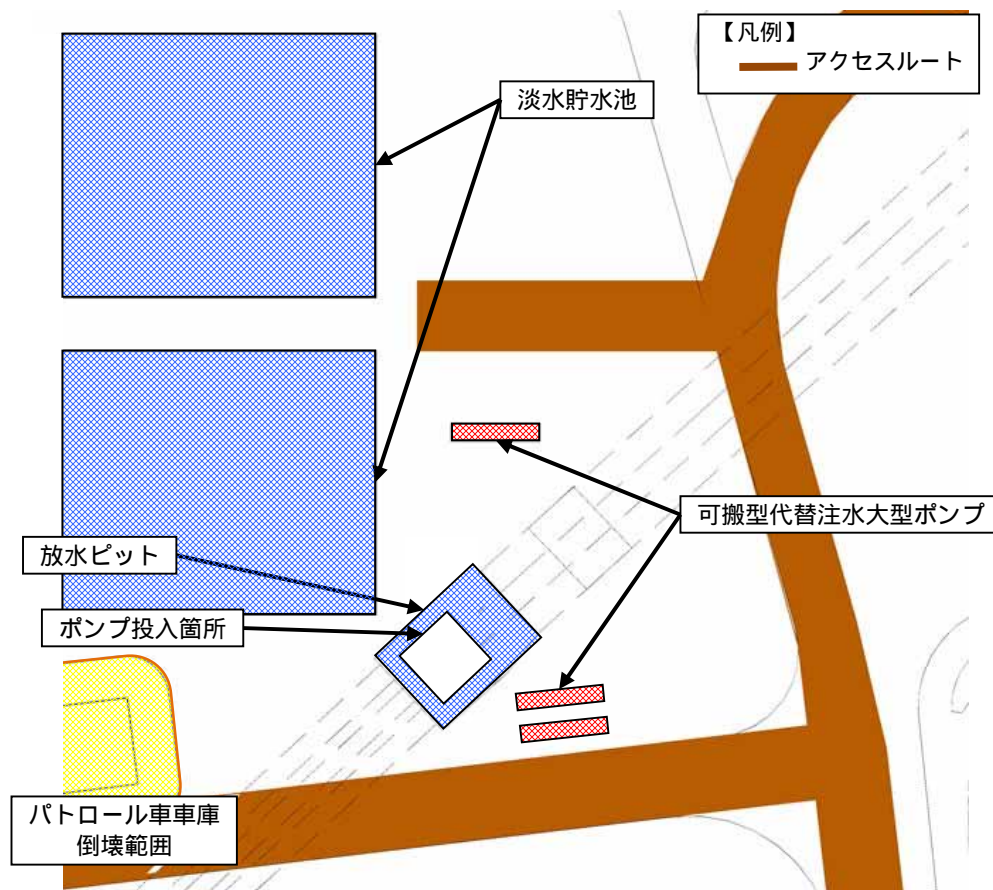 【凡例】
アクセスルート
淡水貯水池
可搬型代替注水大型ポンプ
放水ピット
ポンプ投入箇所
パトロール車車庫
倒壊範囲